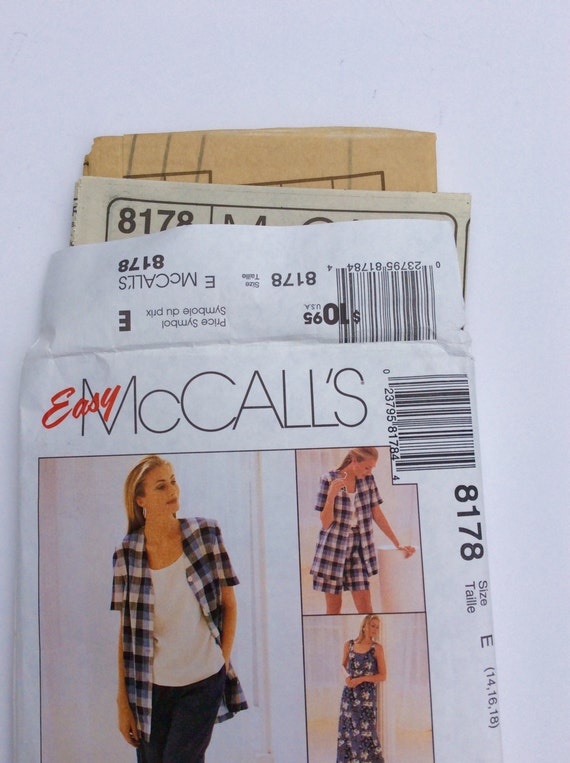 8178
0 23795 81784 4
$10.95
U.S.A.
8178
Size
Taille
E McCALL'S
8178
Price Symbol
Symbole du prix
E
Easy McCALL'S
0 23795 81784 4
8178
Size
Taille
E
(14,16,18)